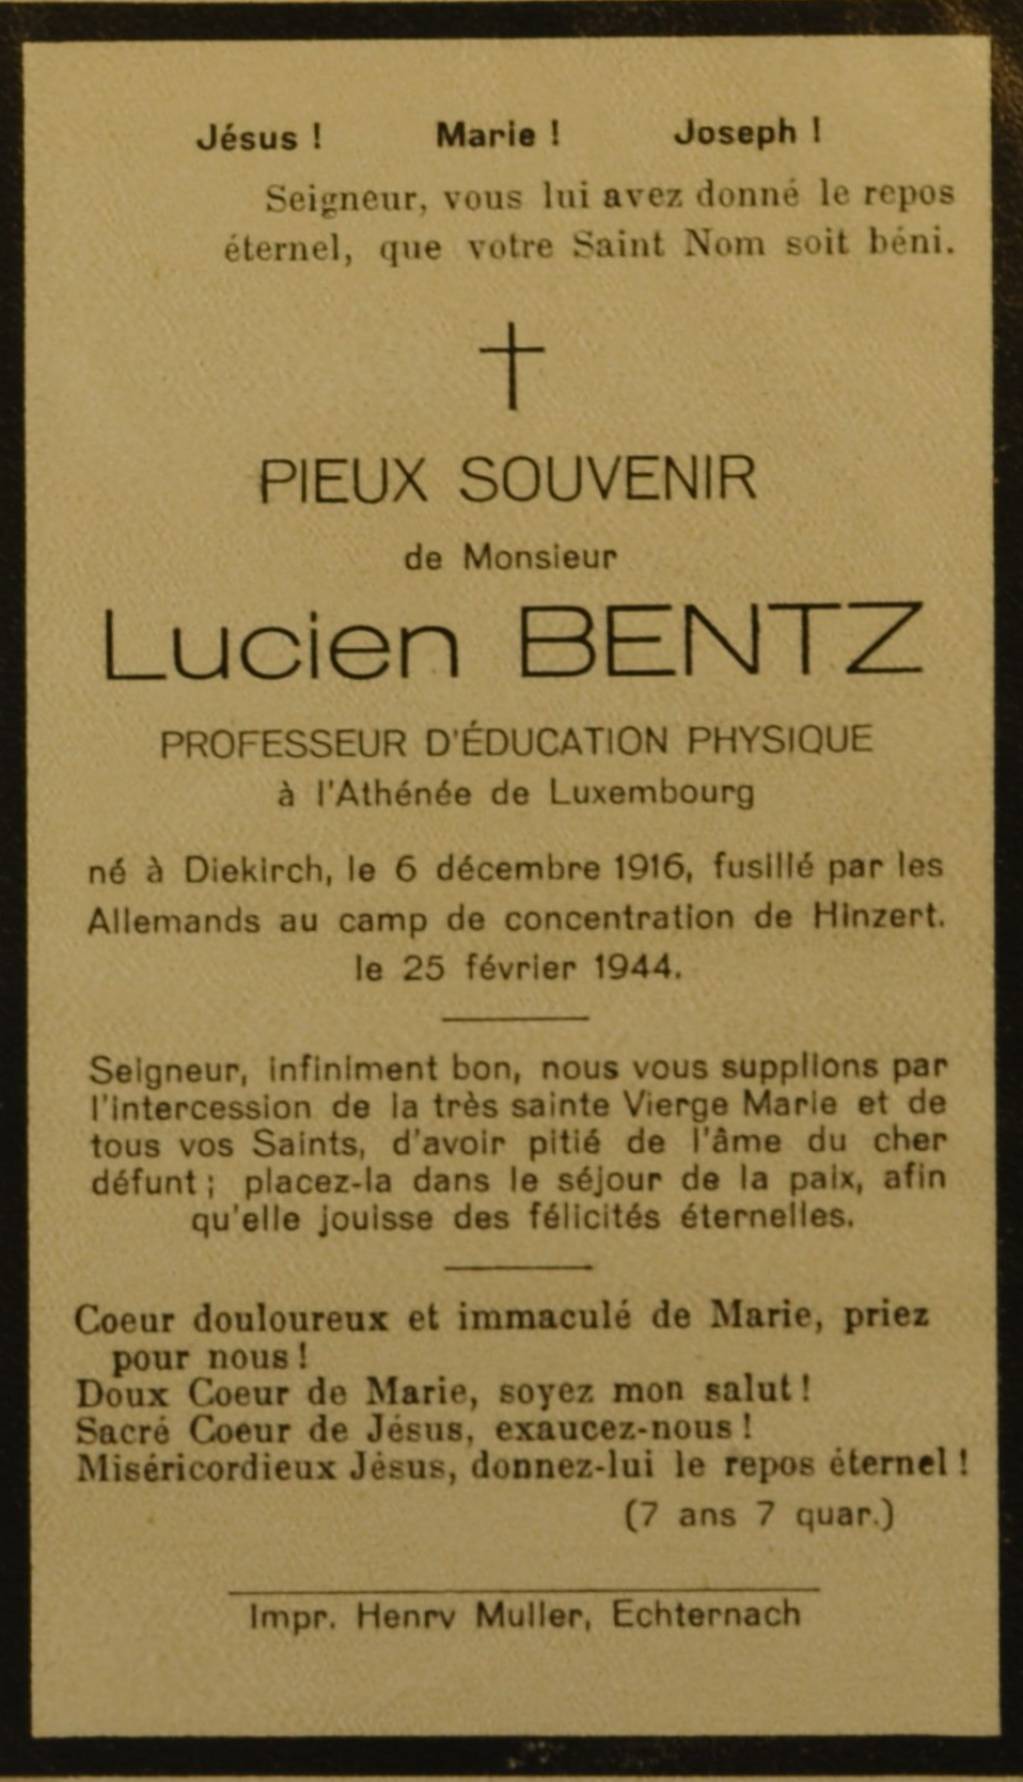 Jésus ! Marie ! Joseph !
Seigneur, vous lui avez donné le repos
éternel, que votre Saint Nom soit béni.
PIEUX SOUVENIR
de Monsieur
Lucien BENTZ
PROFESSEUR D'ÉDUCATION PHYSIQUE
à l'Athénée de Luxembourg
né à Diekirch, le 6 décembre 1916, fusillé par les
Allemands au camp de concentration de Hinzert.
le 25 février 1944.
Seigneur, infiniment bon, nous vous supplions par
l'intercession de la très sainte Vierge Marie et de
tous vos Saints, d'avoir pitié de l'âme du cher
défunt ; placez-la dans le séjour de la paix, afin
qu'elle jouisse des félicités éternelles.
Coeur douloureux et immaculé de Marie, priez
pour nous !
Doux Coeur de Marie, soyez mon salut !
Sacré Coeur de Jésus, exaucez-nous !
Miséricordieux Jésus, donnez-lui le repos éternel !
(7 ans 7 quar.)
Impr. Henry Muller, Echternach